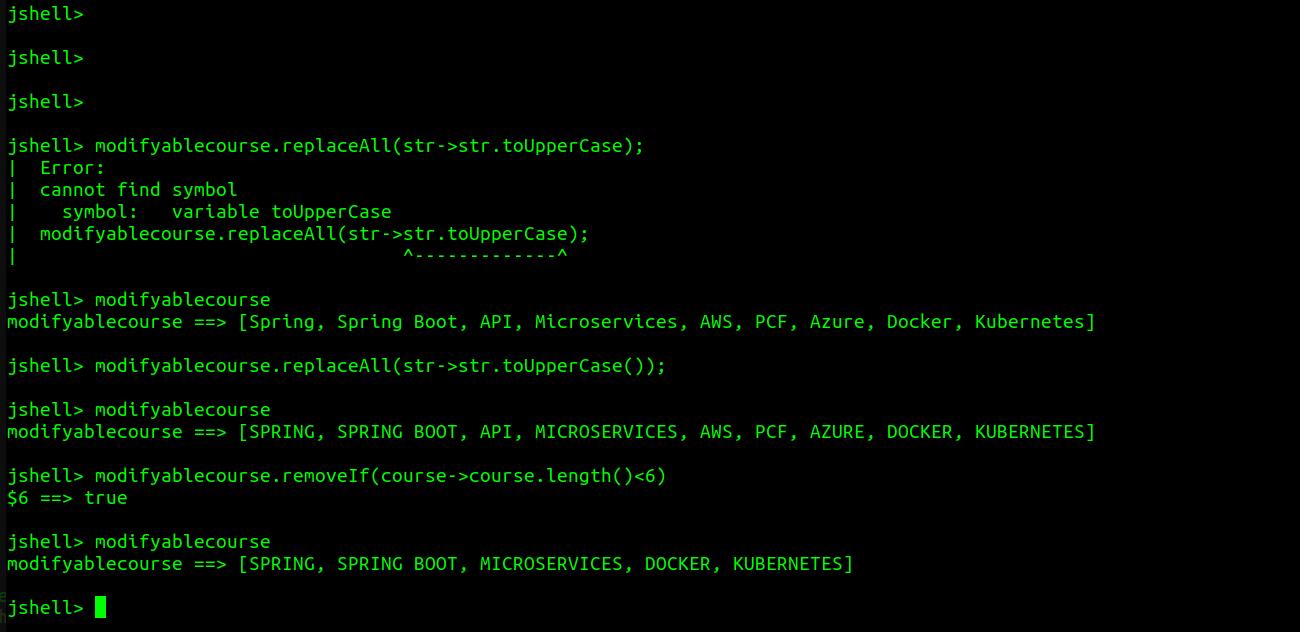 jshell>
jshell>
jshell>
jshell> modifyablecourse.replaceAll(str->str.toUpperCase);
|  Error:
|  cannot find symbol
|    symbol:   variable toUpperCase
|  modifyablecourse.replaceAll(str->str.toUpperCase);
|                                   ^-------------^
jshell> modifyablecourse
modifyablecourse ==> [Spring, Spring Boot, API, Microservices, AWS, PCF, Azure, Docker, Kubernetes]
jshell> modifyablecourse.replaceAll(str->str.toUpperCase());
jshell> modifyablecourse
modifyablecourse ==> [SPRING, SPRING BOOT, API, MICROSERVICES, AWS, PCF, AZURE, DOCKER, KUBERNETES]
jshell> modifyablecourse.removeIf(course->course.length()<6)
$6 ==> true
jshell> modifyablecourse
modifyablecourse ==> [SPRING, SPRING BOOT, MICROSERVICES, DOCKER, KUBERNETES]
jshell>